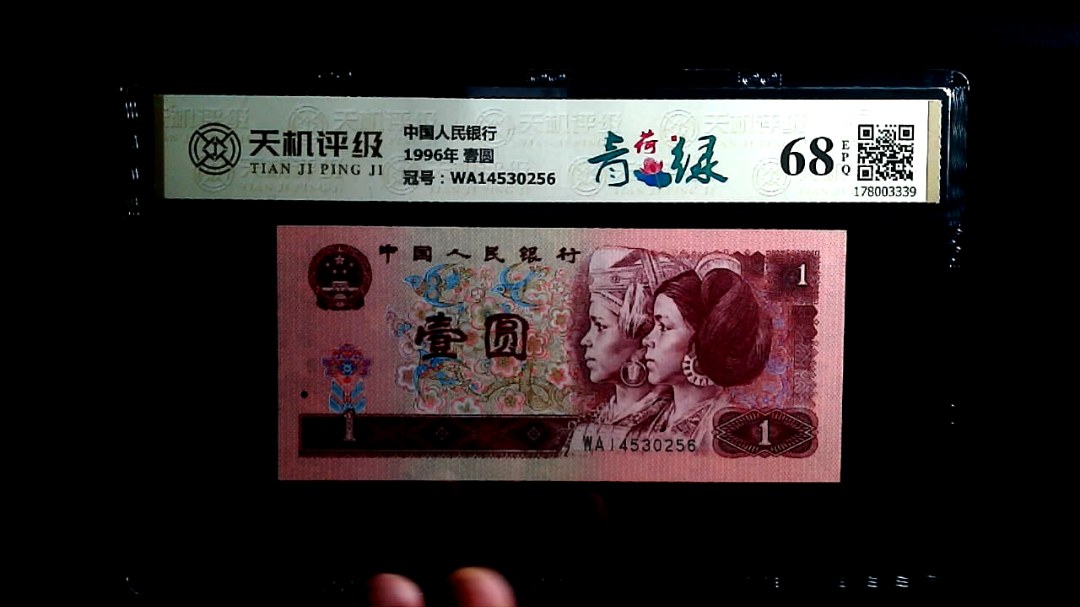 天机评级
TIAN JI PING JI
中国人民银行
1996年 壹圆
冠号：WA14530256
青荷绿
68
EPQ
178003339
中国人民银行
1
壹圆
1
WA14530256
1